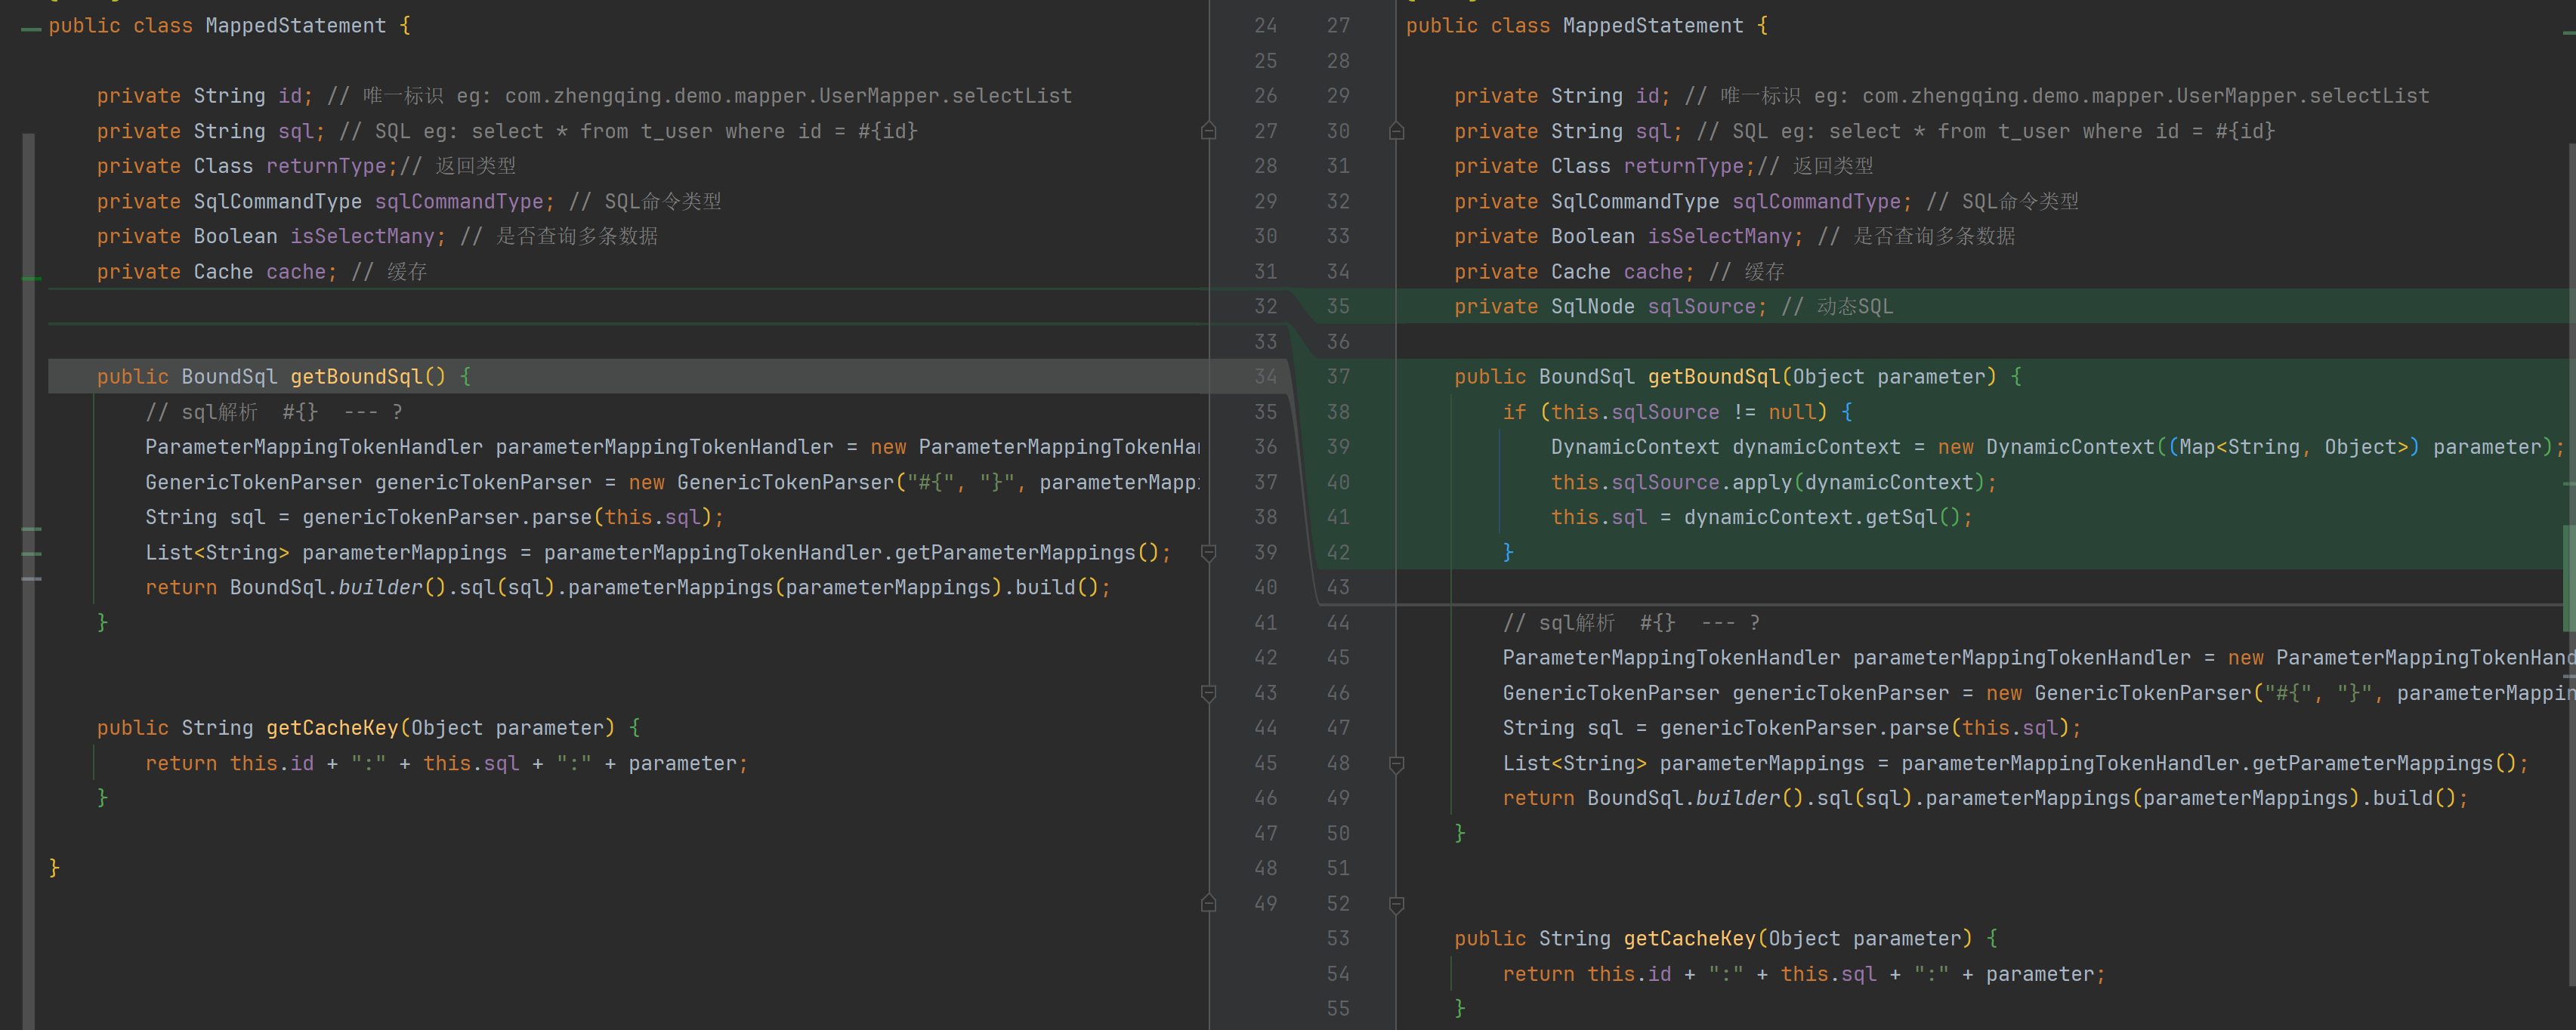 public class MappedStatement {
private String id; // 唯一标识 eg: com.zhengqing.demo.mapper.UserMapper.selectList
private String sql; // SQL eg: select * from t_user where id = #{id}
private Class returnType;// 返回类型
private SqlCommandType sqlCommandType; // SQL命令类型
private Boolean isSelectMany; // 是否查询多条数据
private Cache cache; // 缓存
public BoundSql getBoundSql() {
// sql解析  #{}  --- ?
ParameterMappingTokenHandler parameterMappingTokenHandler = new ParameterMappingTokenHa
GenericTokenParser genericTokenParser = new GenericTokenParser("#{", "}", parameterMapp
String sql = genericTokenParser.parse(this.sql);
List<String> parameterMappings = parameterMappingTokenHandler.getParameterMappings();
return BoundSql.builder().sql(sql).parameterMappings(parameterMappings).build();
}
public String getCacheKey(Object parameter) {
return this.id + ":" + this.sql + ":" + parameter;
}
}
24 27
25 28
26 29
27 30
28 31
29 32
30 33
31 34
32 35
33 36
34 37
35 38
36 39
37 40
38 41
39 42
40 43
41 44
42 45
43 46
44 47
45 48
46 49
47 50
48 51
49 52
53
54
55
public class MappedStatement {
private String id; // 唯一标识 eg: com.zhengqing.demo.mapper.UserMapper.selectList
private String sql; // SQL eg: select * from t_user where id = #{id}
private Class returnType;// 返回类型
private SqlCommandType sqlCommandType; // SQL命令类型
private Boolean isSelectMany; // 是否查询多条数据
private Cache cache; // 缓存
private SqlNode sqlSource; // 动态SQL
public BoundSql getBoundSql(Object parameter) {
if (this.sqlSource != null) {
DynamicContext dynamicContext = new DynamicContext((Map<String, Object>) parameter);
this.sqlSource.apply(dynamicContext);
this.sql = dynamicContext.getSql();
}
// sql解析  #{}  --- ?
ParameterMappingTokenHandler parameterMappingTokenHandler = new ParameterMappingTokenHand
GenericTokenParser genericTokenParser = new GenericTokenParser("#{", "}", parameterMappin
String sql = genericTokenParser.parse(this.sql);
List<String> parameterMappings = parameterMappingTokenHandler.getParameterMappings();
return BoundSql.builder().sql(sql).parameterMappings(parameterMappings).build();
}
public String getCacheKey(Object parameter) {
return this.id + ":" + this.sql + ":" + parameter;
}